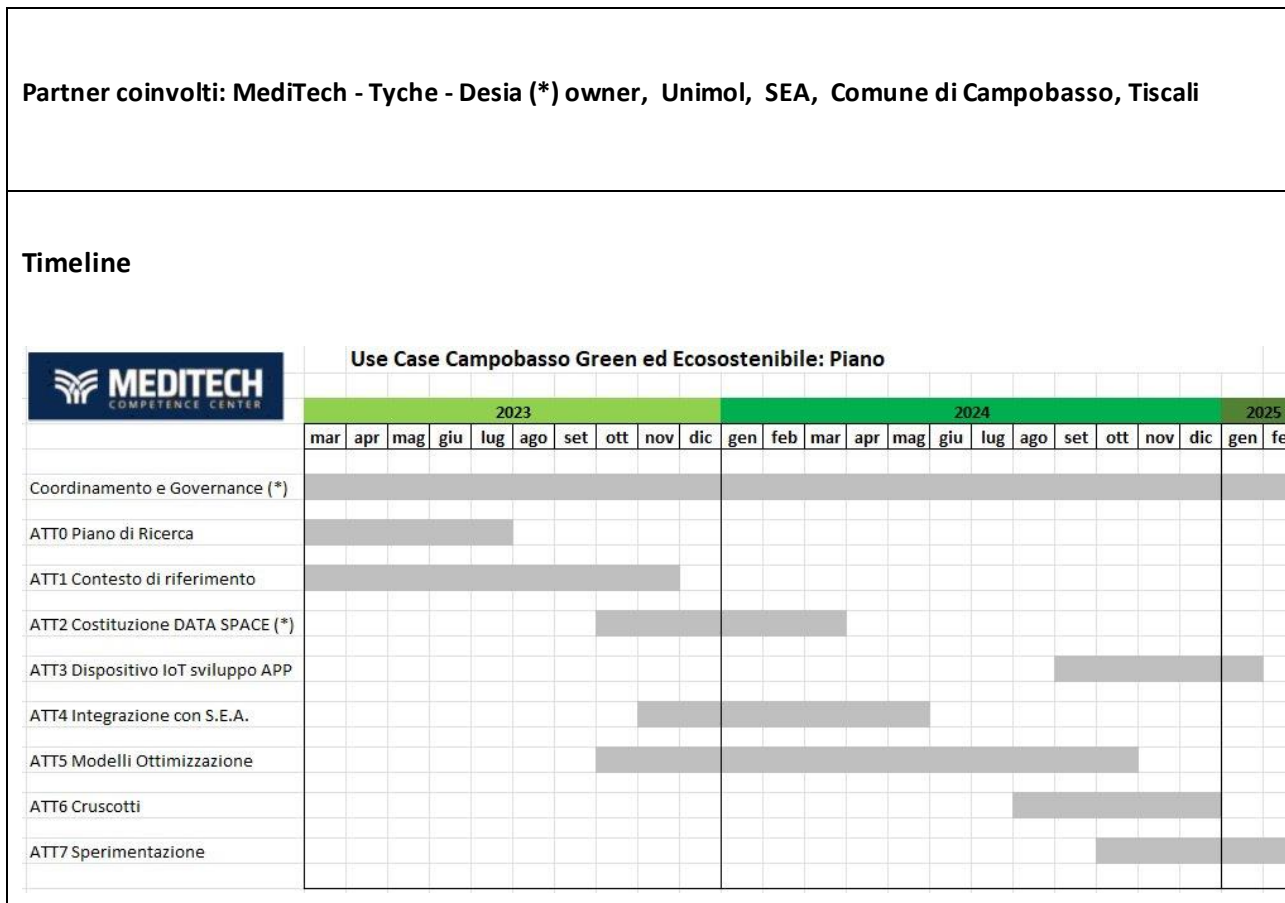 Partner coinvolti: MediTech - Tyche - Desia (*) owner, Unimol, SEA, Comune di Campobasso, Tiscali
Timeline
Use Case Campobasso Green ed Ecosostenibile: Piano
MEDITECH
COMPETENCE CENTER
2023 2024 2025
mar apr mag giu lug ago set ott nov dic gen feb mar apr mag giu lug ago set ott nov dic gen fe
Coordinamento e Governance (*)
ATT0 Piano di Ricerca
ATT1 Contesto di riferimento
ATT2 Costituzione DATA SPACE (*)
ATT3 Dispositivo IoT sviluppo APP
ATT4 Integrazione con S.E.A.
ATT5 Modelli Ottimizzazione
ATT6 Cruscotti
ATT7 Sperimentazione